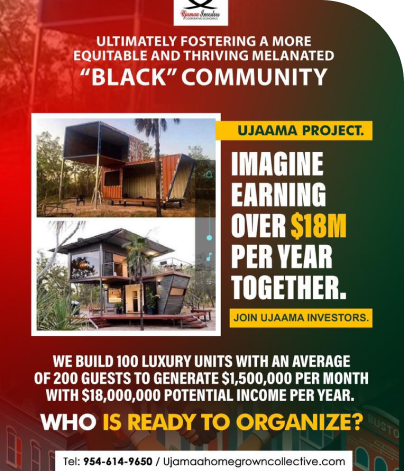 ULTIMATELY FOSTERING A MORE
EQUITABLE AND THRIVING MELANATED
“BLACK” COMMUNITY
UJAAMA PROJECT.
IMAGINE
EARNING
OVER $18M
PER YEAR
TOGETHER.
JOIN UJAAMA INVESTORS.
WE BUILD 100 LUXURY UNITS WITH AN AVERAGE
OF 200 GUESTS TO GENERATE $1,500,000 PER MONTH
WITH $18,000,000 POTENTIAL INCOME PER YEAR.
WHO IS READY TO ORGANIZE?
Tel: 954-614-9650 / Ujamaahomegrowncollective.com